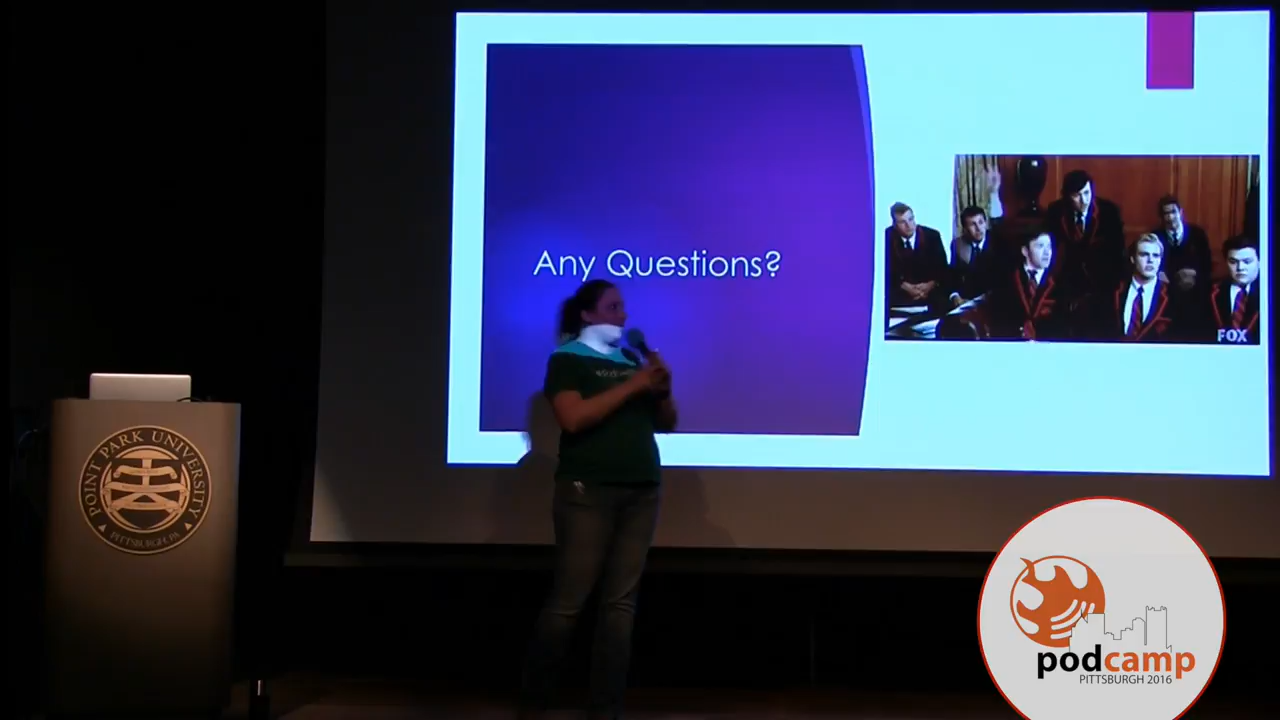 Any Questions?
FOX
POINT PARK UNIVERSITY
PITTSBURGH, PA
podcamp
PITTSBURGH 2016